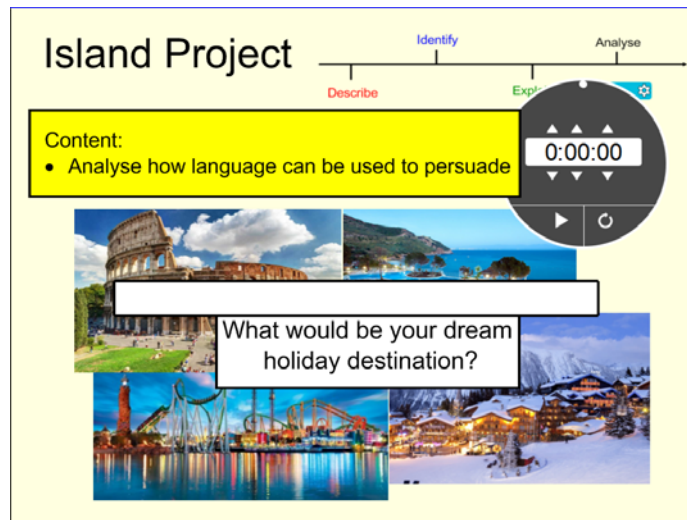 Island Project
Identify
Analyse
Describe
Content:
• Analyse how language can be used to persuade
0:00:00
What would be your dream
holiday destination?